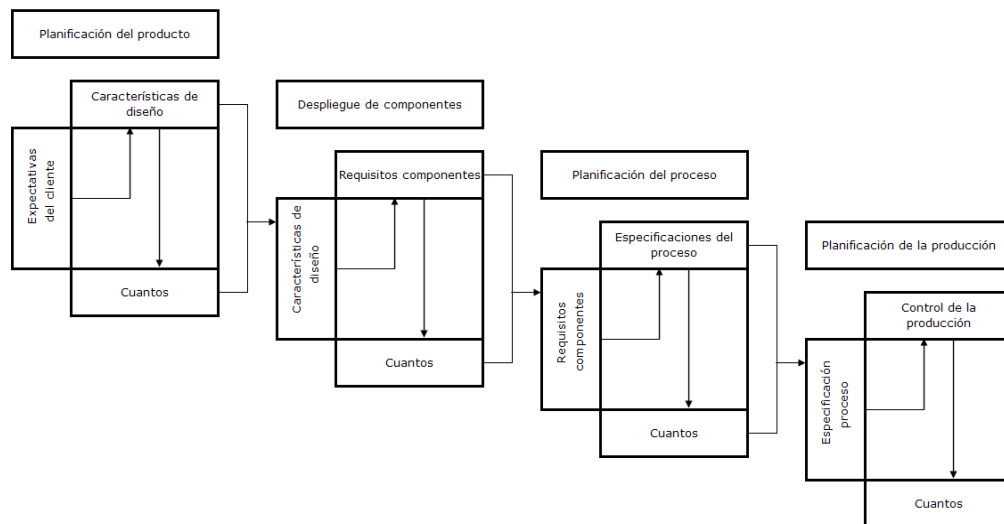 Planificación del producto
Características de
diseño
Expectativas
del cliente
Cuantos
Despliegue de componentes
Requisitos componentes
Características de
diseño
Cuantos
Planificación del proceso
Especificaciones del
proceso
Requisitos
componentes
Cuantos
Planificación de la producción
Control de la
producción
Especificación
proceso
Cuantos